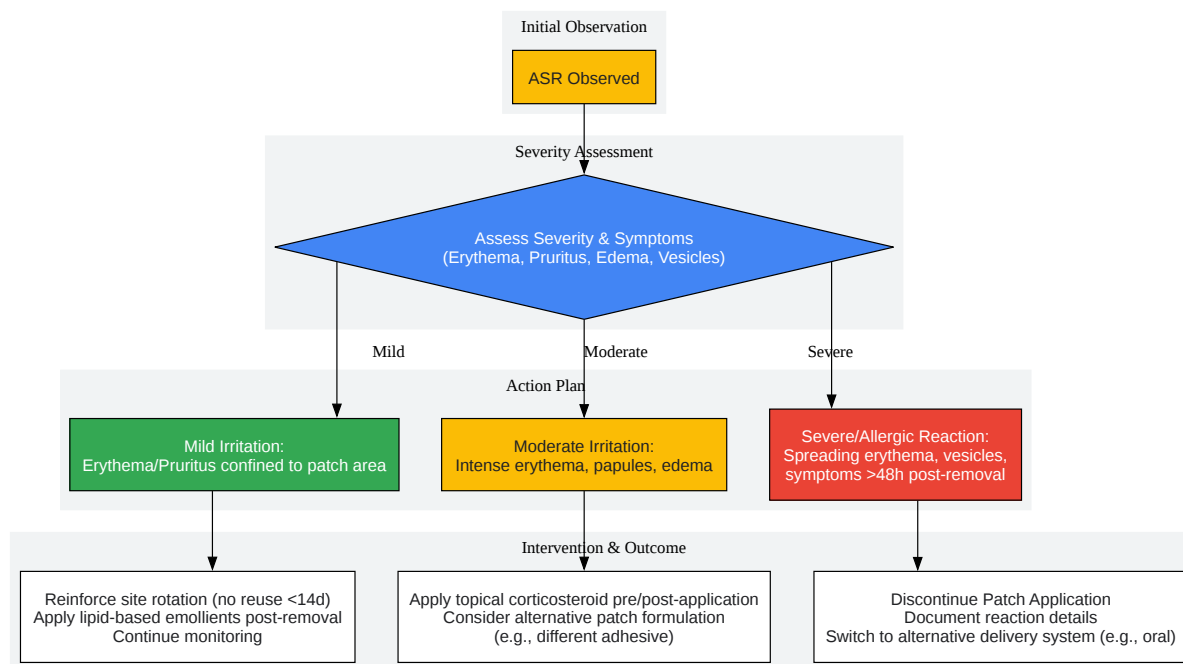 Initial Observation
ASR Observed
Severity Assessment
Assess Severity & Symptoms
(Erythema, Pruritus, Edema, Vesicles)
Mild
Moderate
Severe
Action Plan
Mild Irritation:
Erythema/Pruritus confined to patch area
Moderate Irritation:
Intense erythema, papules, edema
Severe/Allergic Reaction:
Spreading erythema, vesicles,
symptoms >48h post-removal
Intervention & Outcome
Reinforce site rotation (no reuse <14d)
Apply lipid-based emollients post-removal
Continue monitoring
Apply topical corticosteroid pre/post-application
Consider alternative patch formulation
(e.g., different adhesive)
Discontinue Patch Application
Document reaction details
Switch to alternative delivery system (e.g., oral)